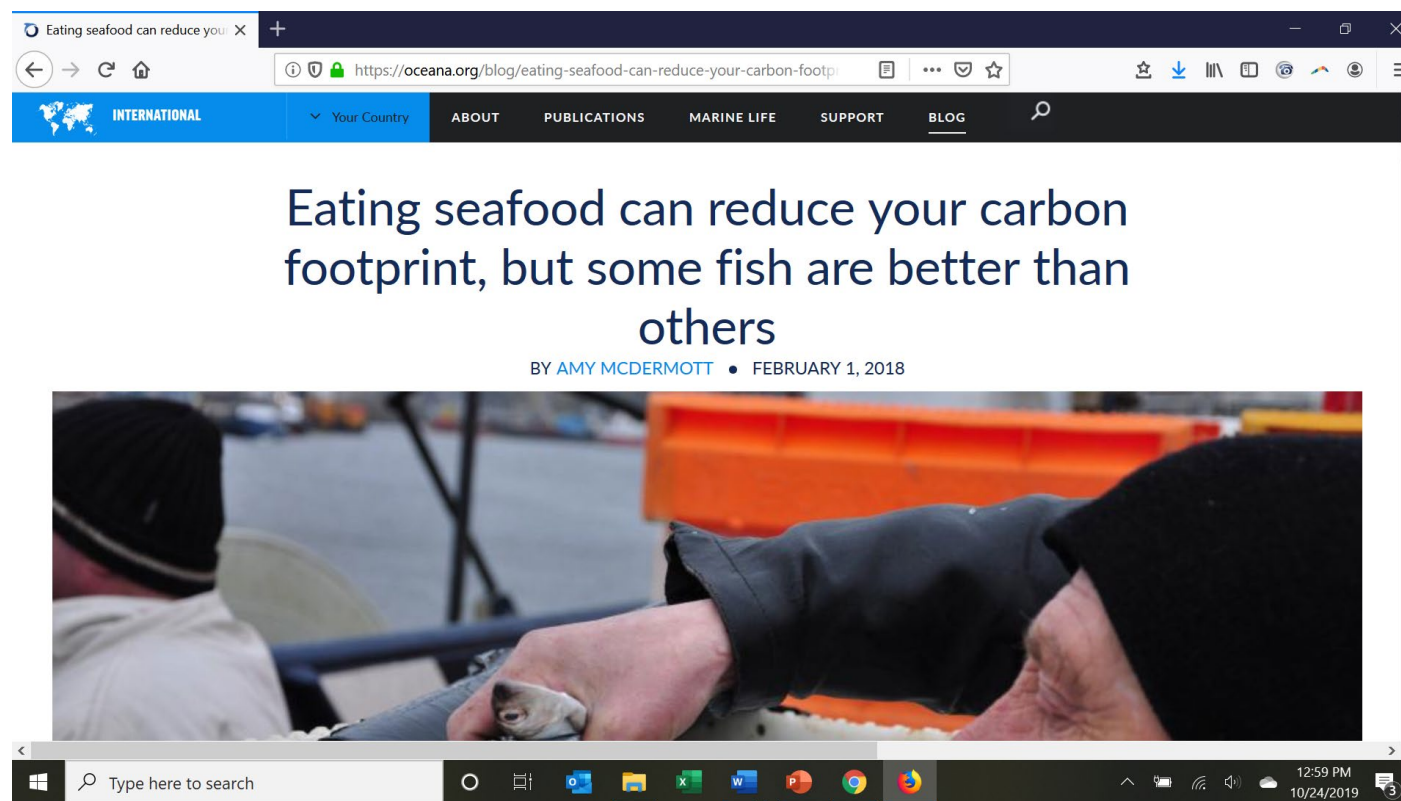 Eating seafood can reduce you
https://oceana.org/blog/eating-seafood-can-reduce-your-carbon-footp
INTERNATIONAL
Your Country
ABOUT
PUBLICATIONS
MARINE LIFE
SUPPORT
BLOG
Eating seafood can reduce your carbon
footprint, but some fish are better than
others
BY AMY MCDERMOTT • FEBRUARY 1, 2018
Type here to search
12:59 PM
10/24/2019
3